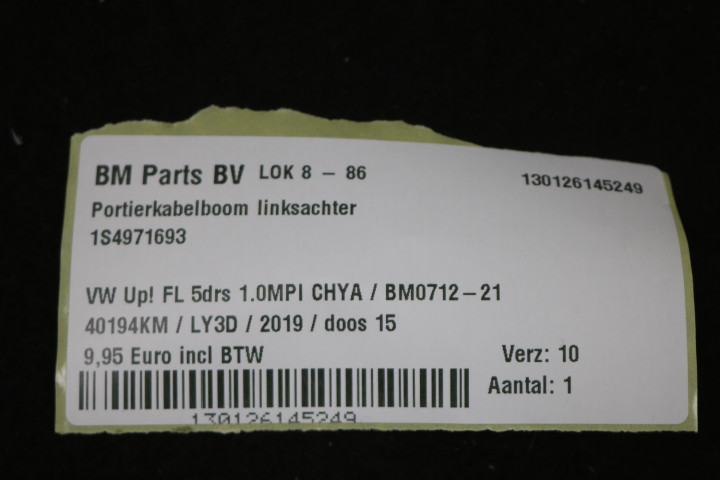 BM Parts BV LOK 8 – 86 130126145249
Portierkabelboom linksachter
1S4971693
VW Up! FL 5drs 1.0MPI CHYA / BM0712–21
40194KM / LY3D / 2019 / doos 15
9,95 Euro incl BTW Verz: 10
Aantal: 1
130126145249